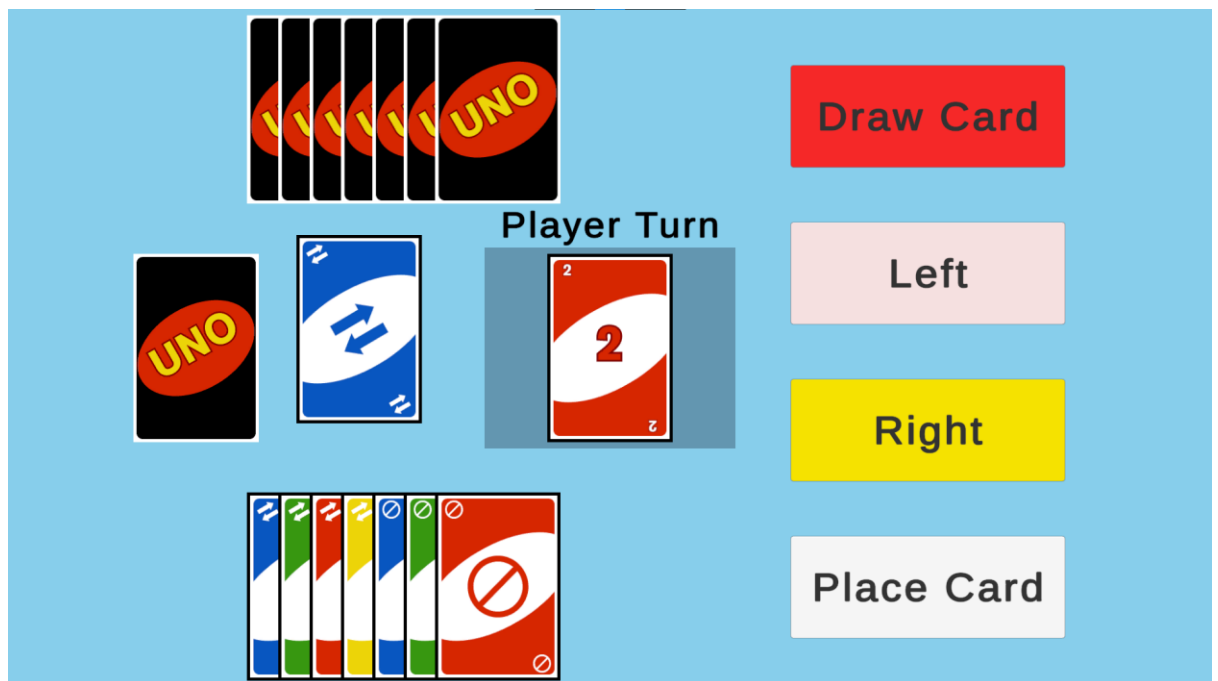 UNO
Draw Card
Player Turn
Left
2
UNO
2
2
Right
Place Card